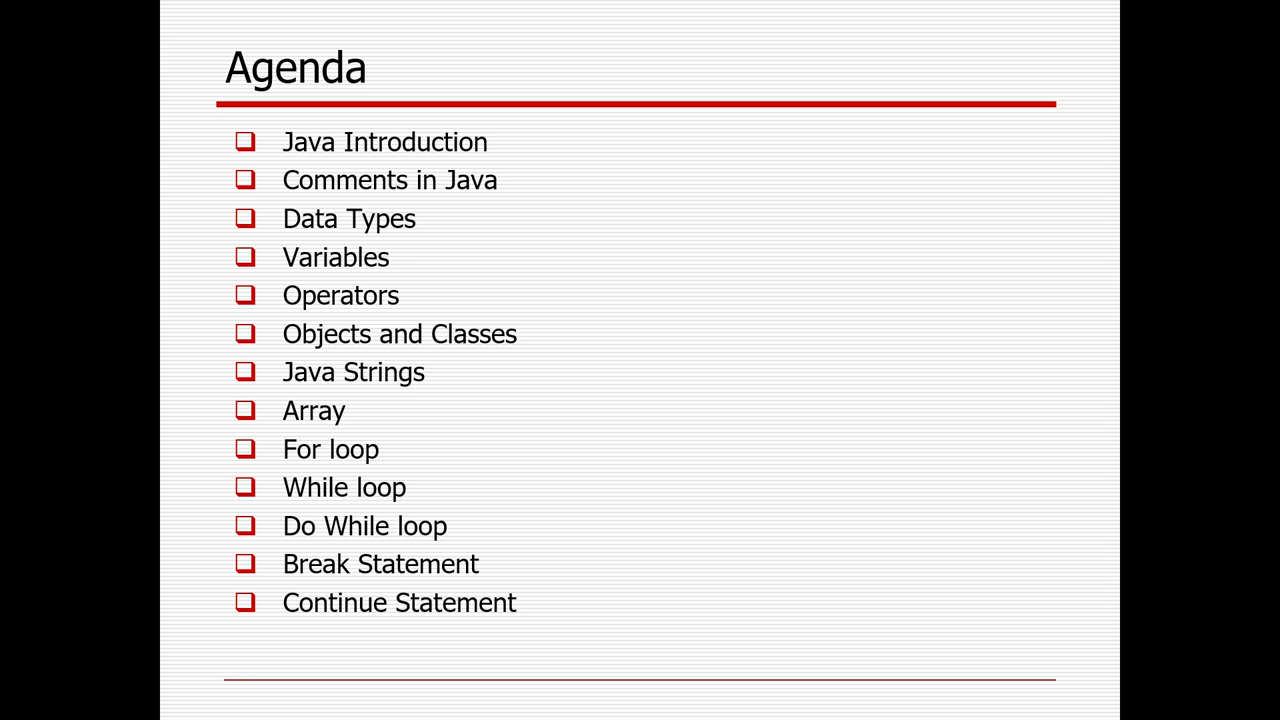 Agenda
Java Introduction
Comments in Java
Data Types
Variables
Operators
Objects and Classes
Java Strings
Array
For loop
While loop
Do While loop
Break Statement
Continue Statement